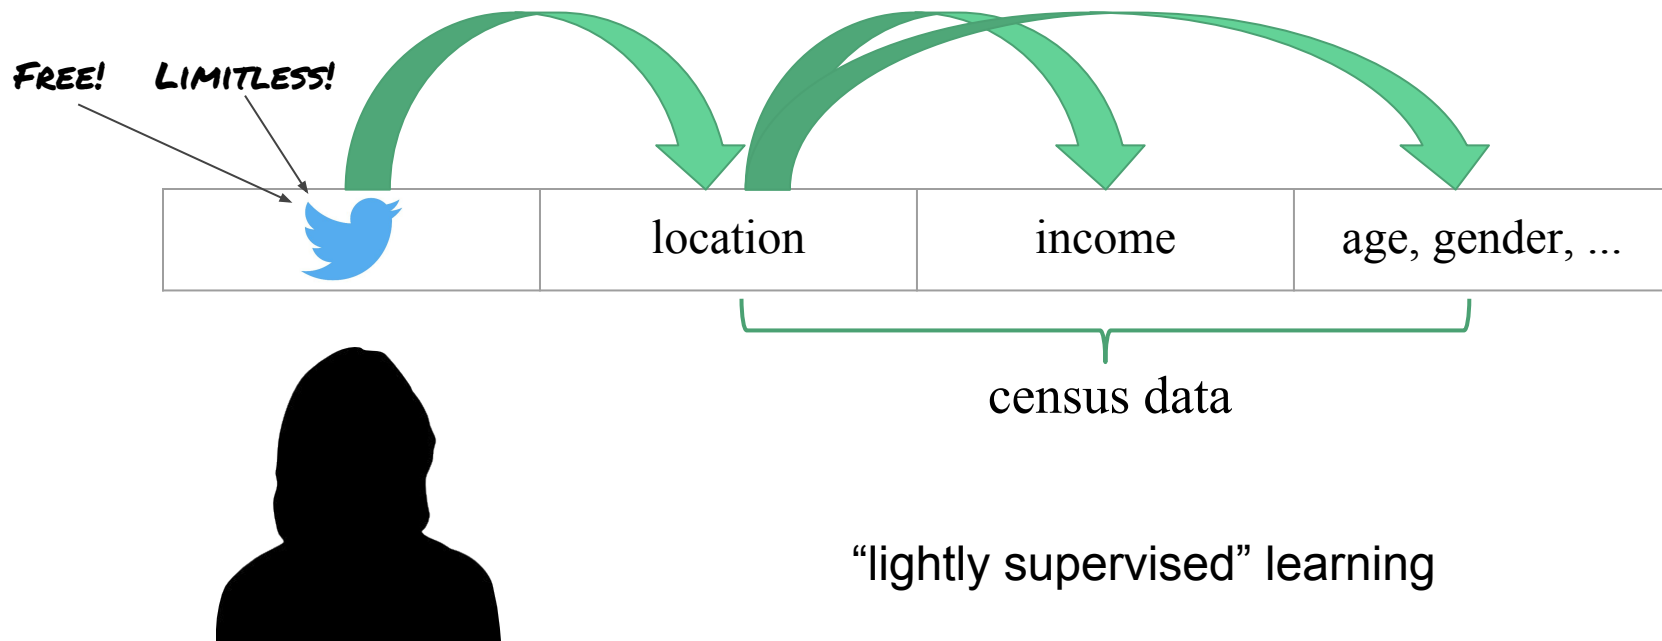 FREE! LIMITLESS!
location income age, gender, ...
census data
“lightly supervised” learning